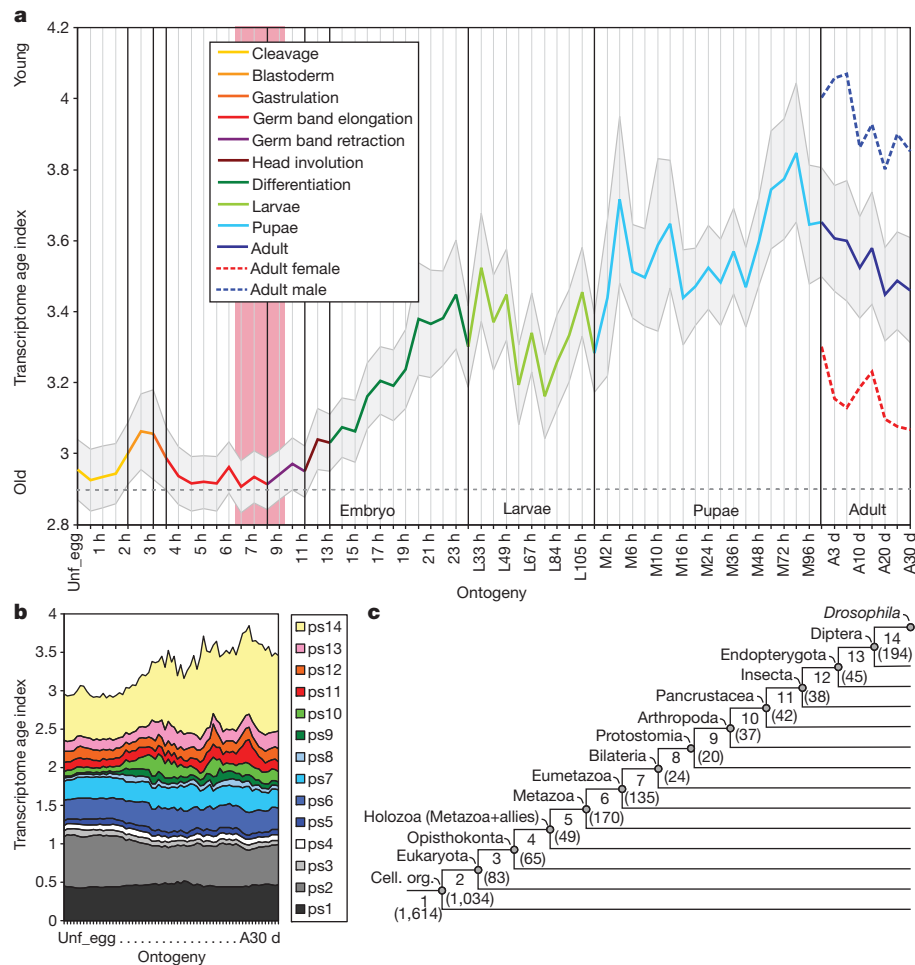 a
4.2
4
3.8
3.6
3.4
3.2
3
2.8
Young
Transcriptome age index
Old
Cleavage
Blastoderm
Gastrulation
Germ band elongation
Germ band retraction
Head involution
Differentiation
Larvae
Pupae
Adult
Adult female
Adult male
Embryo
Larvae
Pupae
Adult
Unf_egg
1 h
2 h
3 h
4 h
5 h
6 h
7 h
9 h
11 h
13 h
15 h
17 h
19 h
21 h
23 h
L33 h
L49 h
L67 h
L84 h
L105 h
M2 h
M6 h
M10 h
M16 h
M24 h
M36 h
M48 h
M72 h
M96 h
A3 d
A10 d
A20 d
A30 d
Ontogeny
b
4
3.5
3
2.5
2
1.5
1
0.5
0
Transcriptome age index
Unf_egg . . . . . . . . . . . . . . . A30 d
Ontogeny
ps14
ps13
ps12
ps11
ps10
ps9
ps8
ps7
ps6
ps5
ps4
ps3
ps2
ps1
c
Drosophila
Diptera
14
(194)
Endopterygota
13
(45)
Insecta
12
(38)
Pancrustacea
11
(42)
Arthropoda
10
(37)
Protostomia
9
(20)
Bilateria
8
(24)
Eumetazoa
7
(135)
Metazoa
6
(170)
Holozoa (Metazoa+allies)
5
(49)
Opisthokonta
4
(65)
Eukaryota
3
(83)
Cell. org.
2
(1,034)
1
(1,614)